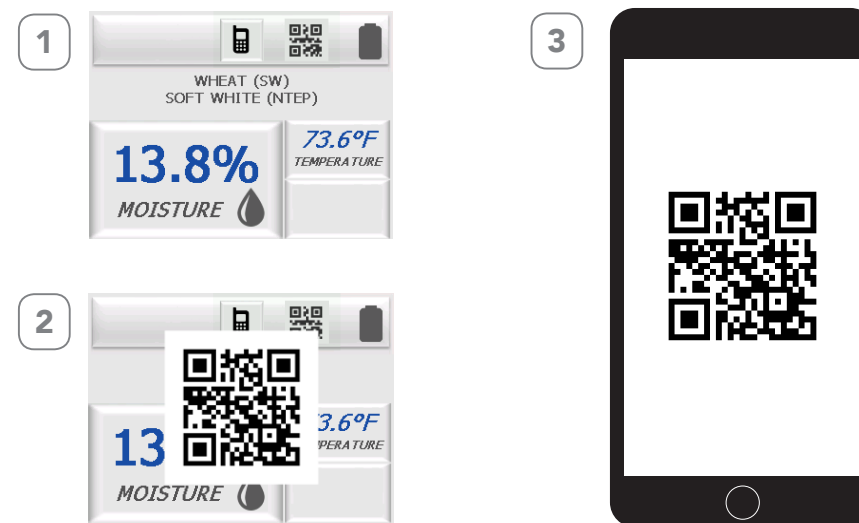 1
WHEAT (SW)
SOFT WHITE (NTEP)
13.8%
MOISTURE
73.6°F
TEMPERATURE
2
13
MOISTURE
3.6°F
PERATURE
3